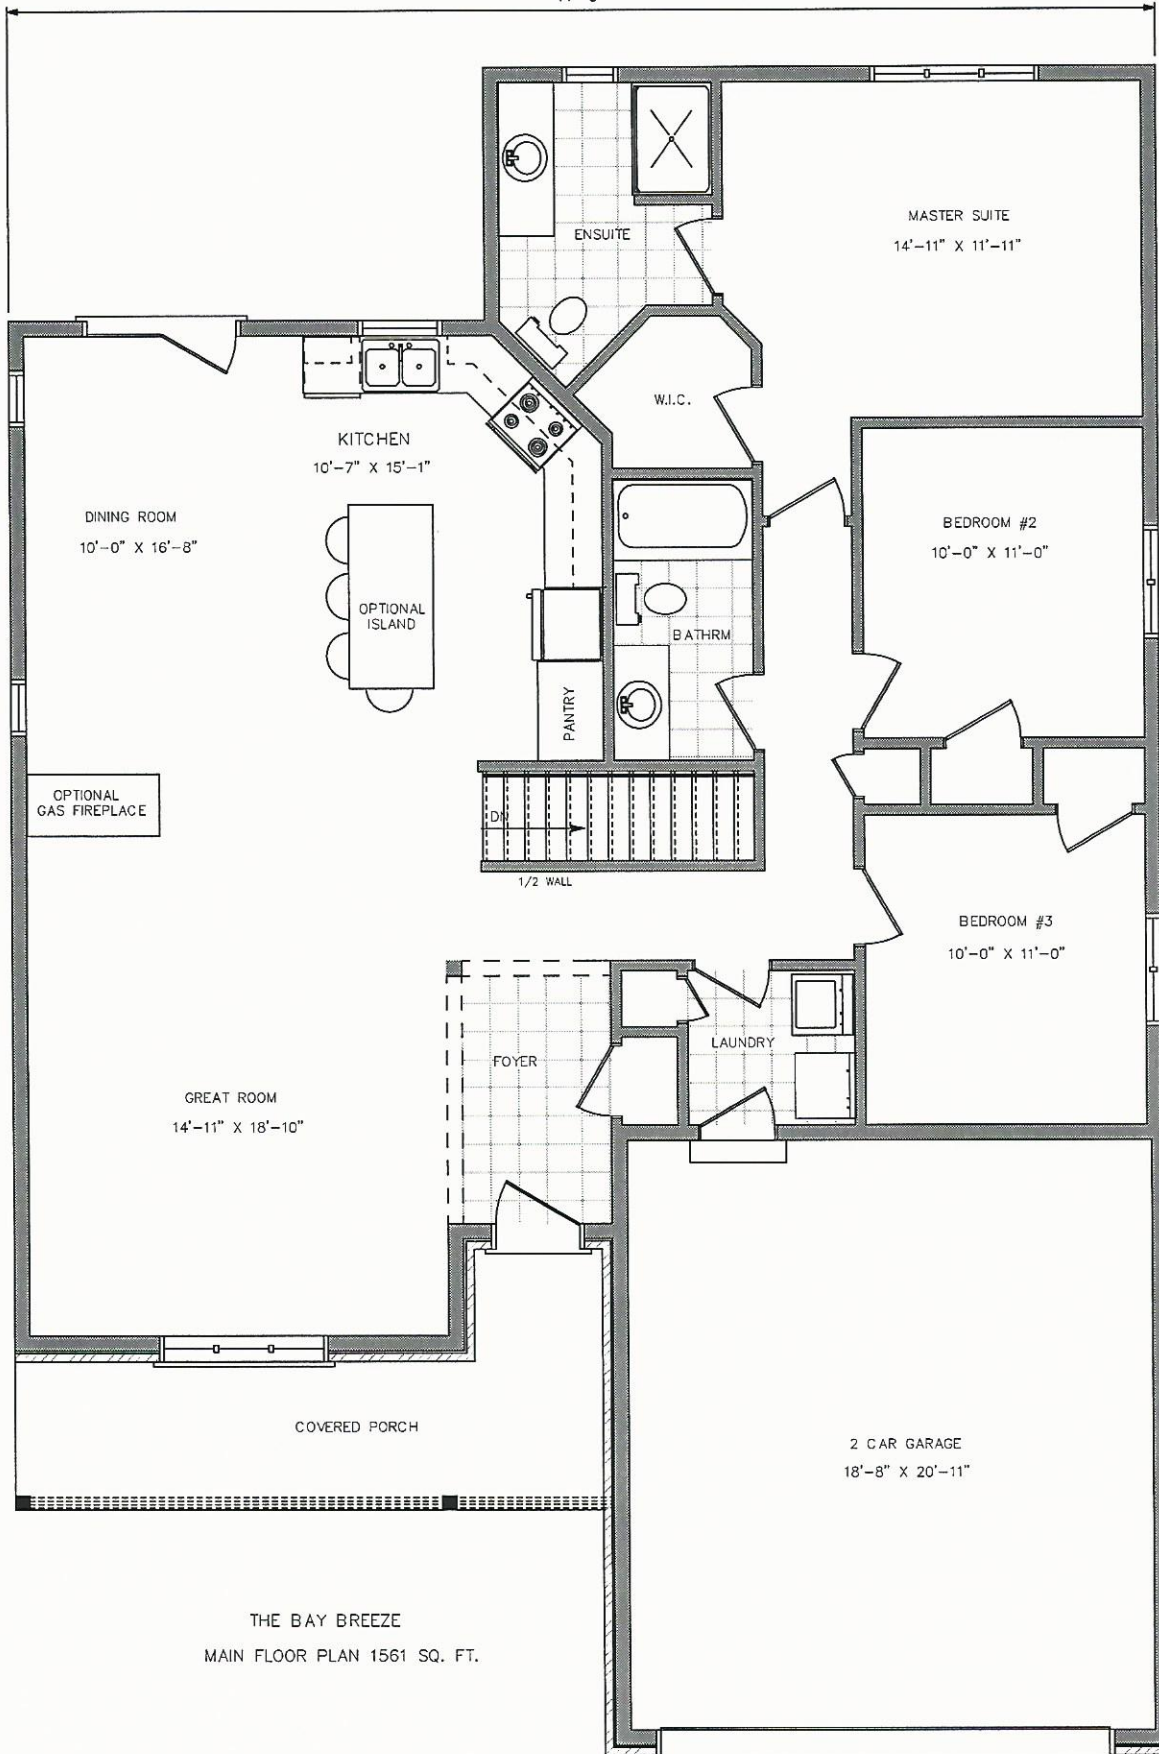 MASTER SUITE
14'-11" X 11'-11"
ENSUITE
W.I.C.
KITCHEN
10'-7" X 15'-1"
DINING ROOM
10'-0" X 16'-8"
BEDROOM #2
10'-0" X 11'-0"
OPTIONAL
ISLAND
BATHRM
PANTRY
OPTIONAL
GAS FIREPLACE
DN
1/2 WALL
BEDROOM #3
10'-0" X 11'-0"
LAUNDRY
FOYER
GREAT ROOM
14'-11" X 18'-10"
COVERED PORCH
2 CAR GARAGE
18'-8" X 20'-11"
THE BAY BREEZE
MAIN FLOOR PLAN 1561 SQ. FT.